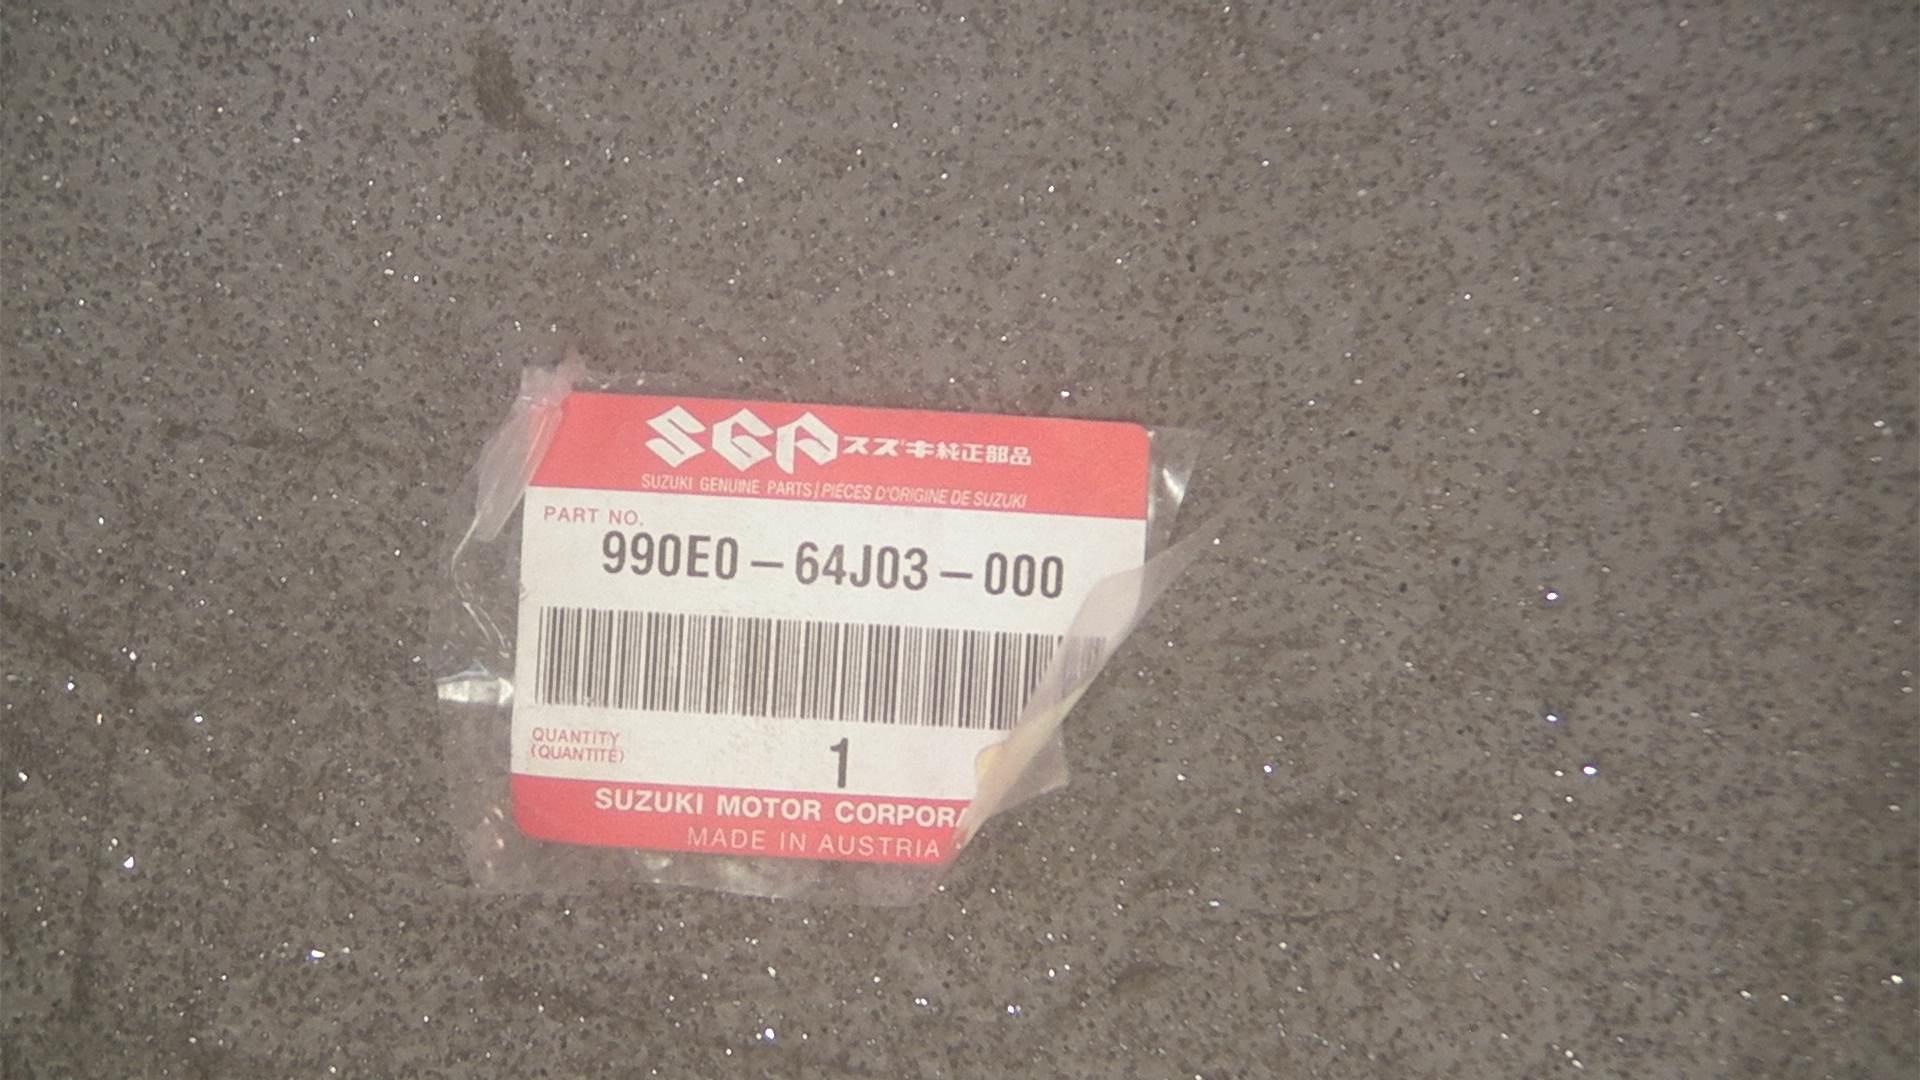 SGP スズキ純正部品
SUZUKI GENUINE PARTS | PIÈCES D'ORIGINE DE SUZUKI
PART NO.
990E0-64J03-000
QUANTITY
(QUANTITÉ)
1
SUZUKI MOTOR CORPORA
MADE IN AUSTRIA